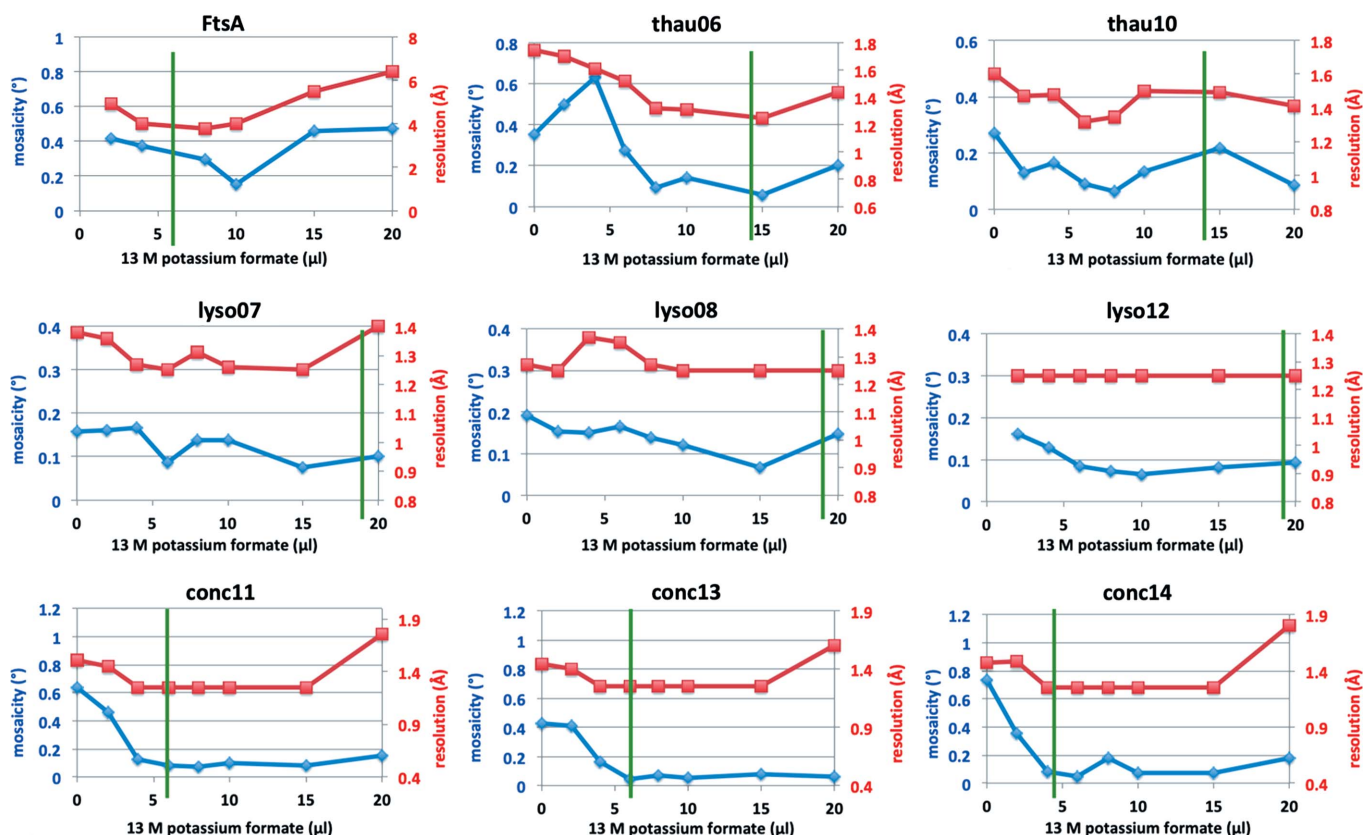 FtsA
mosaicity (°)
1
0.8
0.6
0.4
0.2
0
8
6
4
2
0
resolution (Å)
0 5 10 15 20
13 M potassium formate (µl)
thau06
mosaicity (°)
0.8
0.6
0.4
0.2
0
1.8
1.6
1.4
1.2
1
0.8
0.6
resolution (Å)
0 5 10 15 20
13 M potassium formate (µl)
thau10
mosaicity (°)
0.6
0.4
0.2
0
1.8
1.6
1.4
1.2
1
0.8
resolution (Å)
0 5 10 15 20
13 M potassium formate (µl)
lyso07
mosaicity (°)
0.4
0.3
0.2
0.1
0
1.4
1.3
1.2
1.1
1
0.9
0.8
resolution (Å)
0 5 10 15 20
13 M potassium formate (µl)
lyso08
mosaicity (°)
0.4
0.3
0.2
0.1
0
1.4
1.3
1.2
1.1
1
0.9
0.8
resolution (Å)
0 5 10 15 20
13 M potassium formate (µl)
lyso12
mosaicity (°)
0.4
0.3
0.2
0.1
0
1.4
1.3
1.2
1.1
1
0.9
0.8
resolution (Å)
0 5 10 15 20
13 M potassium formate (µl)
conc11
mosaicity (°)
1.2
1
0.8
0.6
0.4
0.2
0
1.9
1.4
0.9
0.4
resolution (Å)
0 5 10 15 20
13 M potassium formate (µl)
conc13
mosaicity (°)
1.2
1
0.8
0.6
0.4
0.2
0
1.9
1.4
0.9
0.4
resolution (Å)
0 5 10 15 20
13 M potassium formate (µl)
conc14
mosaicity (°)
1.2
1
0.8
0.6
0.4
0.2
0
1.9
1.4
0.9
0.4
resolution (Å)
0 5 10 15 20
13 M potassium formate (µl)